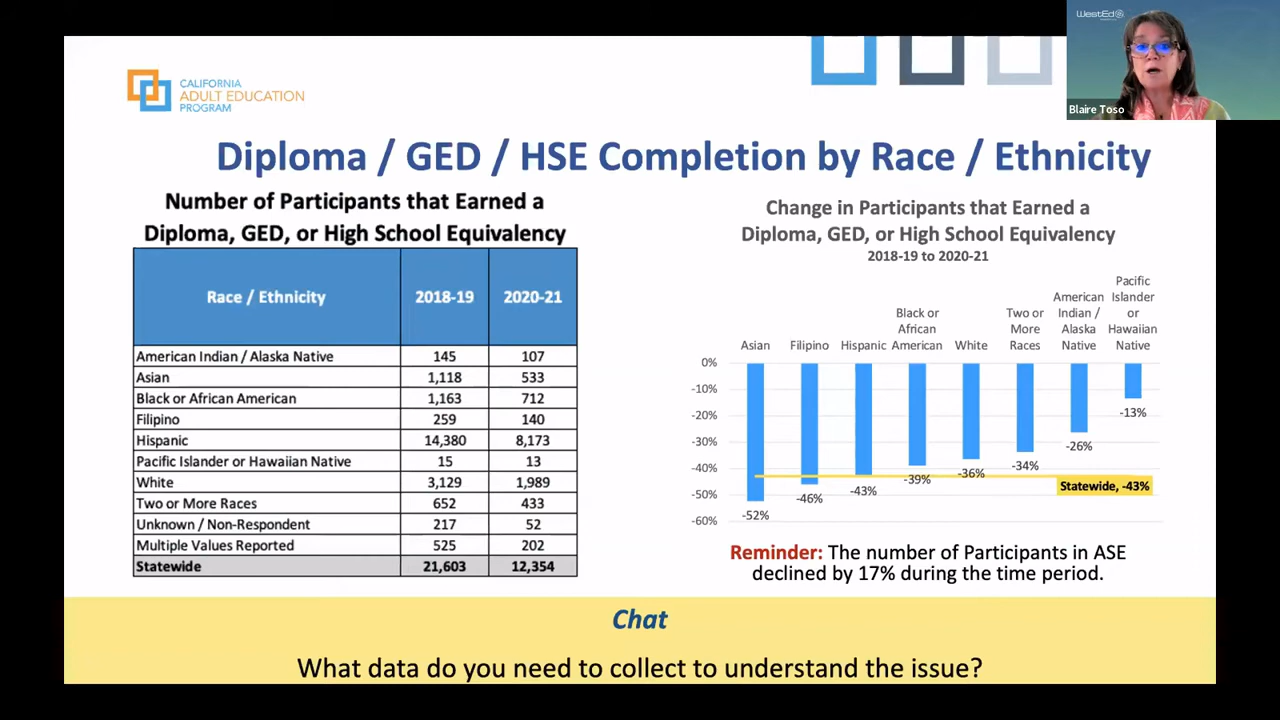 WestEd
Blaire Toso
CALIFORNIA
ADULT EDUCATION
PROGRAM
Diploma / GED / HSE Completion by Race / Ethnicity
Number of Participants that Earned a
Diploma, GED, or High School Equivalency
Race / Ethnicity 2018-19 2020-21
American Indian / Alaska Native 145 107
Asian 1,118 533
Black or African American 1,163 712
Filipino 259 140
Hispanic 14,380 8,173
Pacific Islander or Hawaiian Native 15 13
White 3,129 1,989
Two or More Races 652 433
Unknown / Non-Respondent 217 52
Multiple Values Reported 525 202
Statewide 21,603 12,354
Change in Participants that Earned a
Diploma, GED, or High School Equivalency
2018-19 to 2020-21
Asian
Filipino
Hispanic
Black or
African
American
White
Two or
More
Races
American
Indian /
Alaska
Native
Pacific
Islander
or
Hawaiian
Native
0%
-10%
-20%
-30%
-40%
-50%
-60%
-52%
-46%
-43%
-39%
-36%
-34%
-26%
-13%
Statewide, -43%
Reminder: The number of Participants in ASE
declined by 17% during the time period.
Chat
What data do you need to collect to understand the issue?